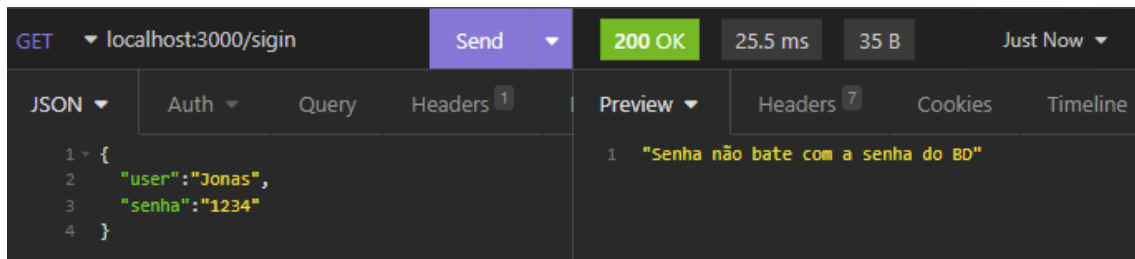 GET localhost:3000/sigin Send
200 OK 25.5 ms 35 B Just Now
JSON Auth Query Headers 1
Preview Headers 7 Cookies Timeline
1 {
2 "user":"Jonas",
3 "senha":"1234"
4 }
1 "Senha não bate com a senha do BD"